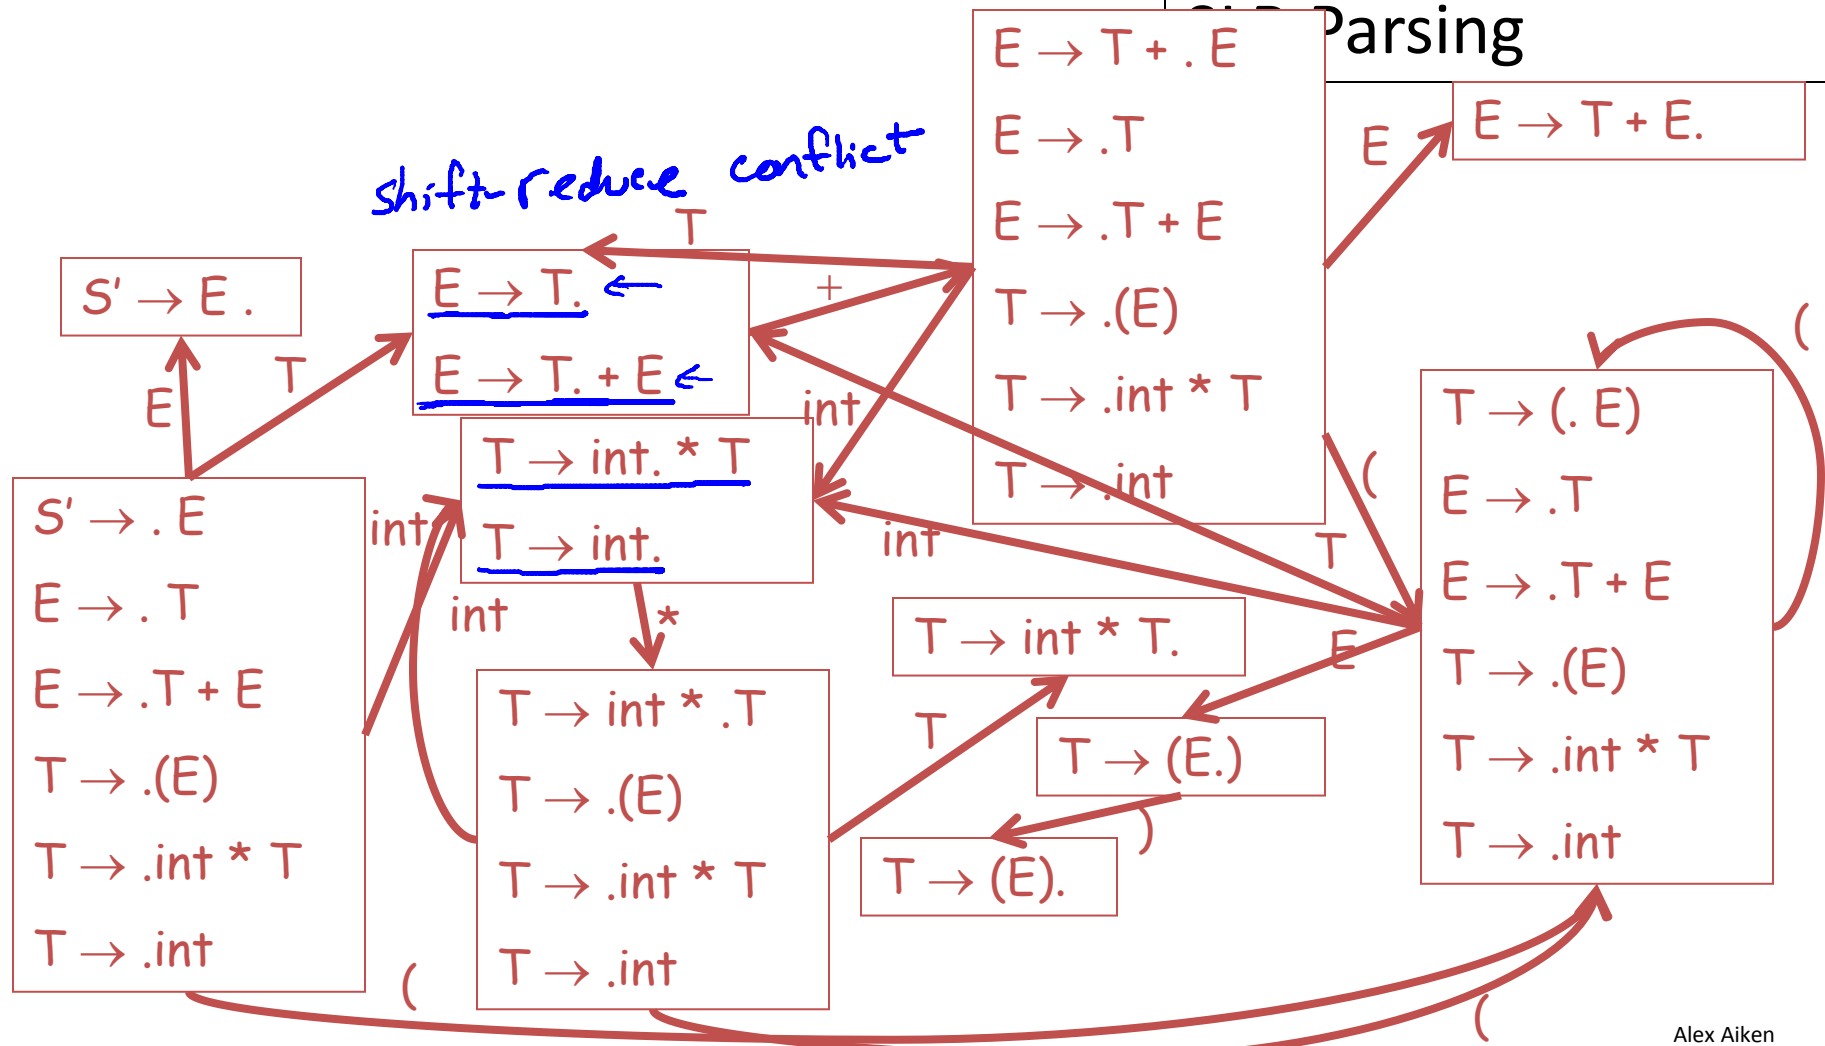 Parsing
E → T + . E
E → .T
E → .T + E
T → .(E)
T → .int * T
T → .int
E
E → T + E.
shift-reduce conflict
T
S' → E .
E → T. ←
E → T. + E ←
+
E
T
int
T → int. * T
T → int.
int
int
int
*
(
T
(
S' → . E
E → . T
E → .T + E
T → .(E)
T → .int * T
T → .int
T → int * .T
T → .(E)
T → .int * T
T → .int
T → int * T.
T
E
T → (E.)
)
T → (E).
T → (. E)
E → .T
E → .T + E
T → .(E)
T → .int * T
T → .int
(
(
Alex Aiken